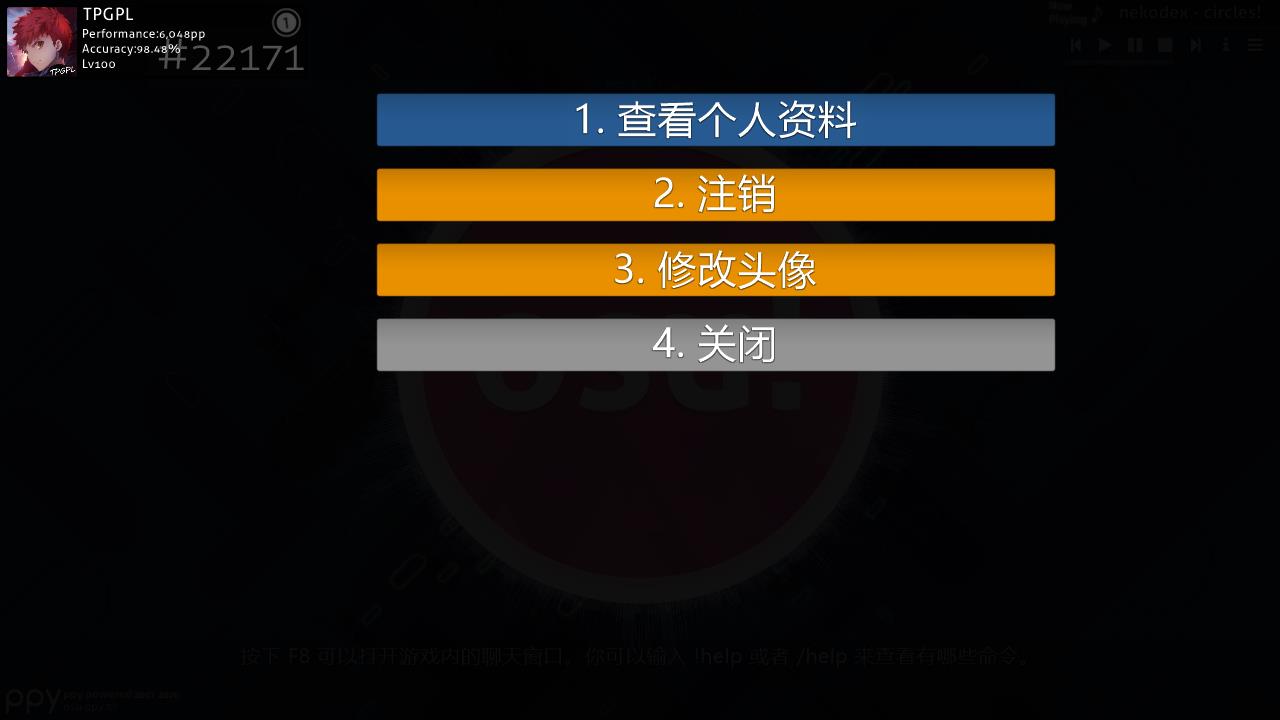 TPGPL
Performance:6,048pp
Accuracy:98.48%
Lv100
#22171
1
TPGPL
Now
Playing
nekodex - circles!
1. 查看个人资料
2. 注销
3. 修改头像
4. 关闭
osu!
按下 F8 可以打开游戏内的聊天窗口。你可以输入 !help 或者 /help 来查看有哪些命令。
ppy